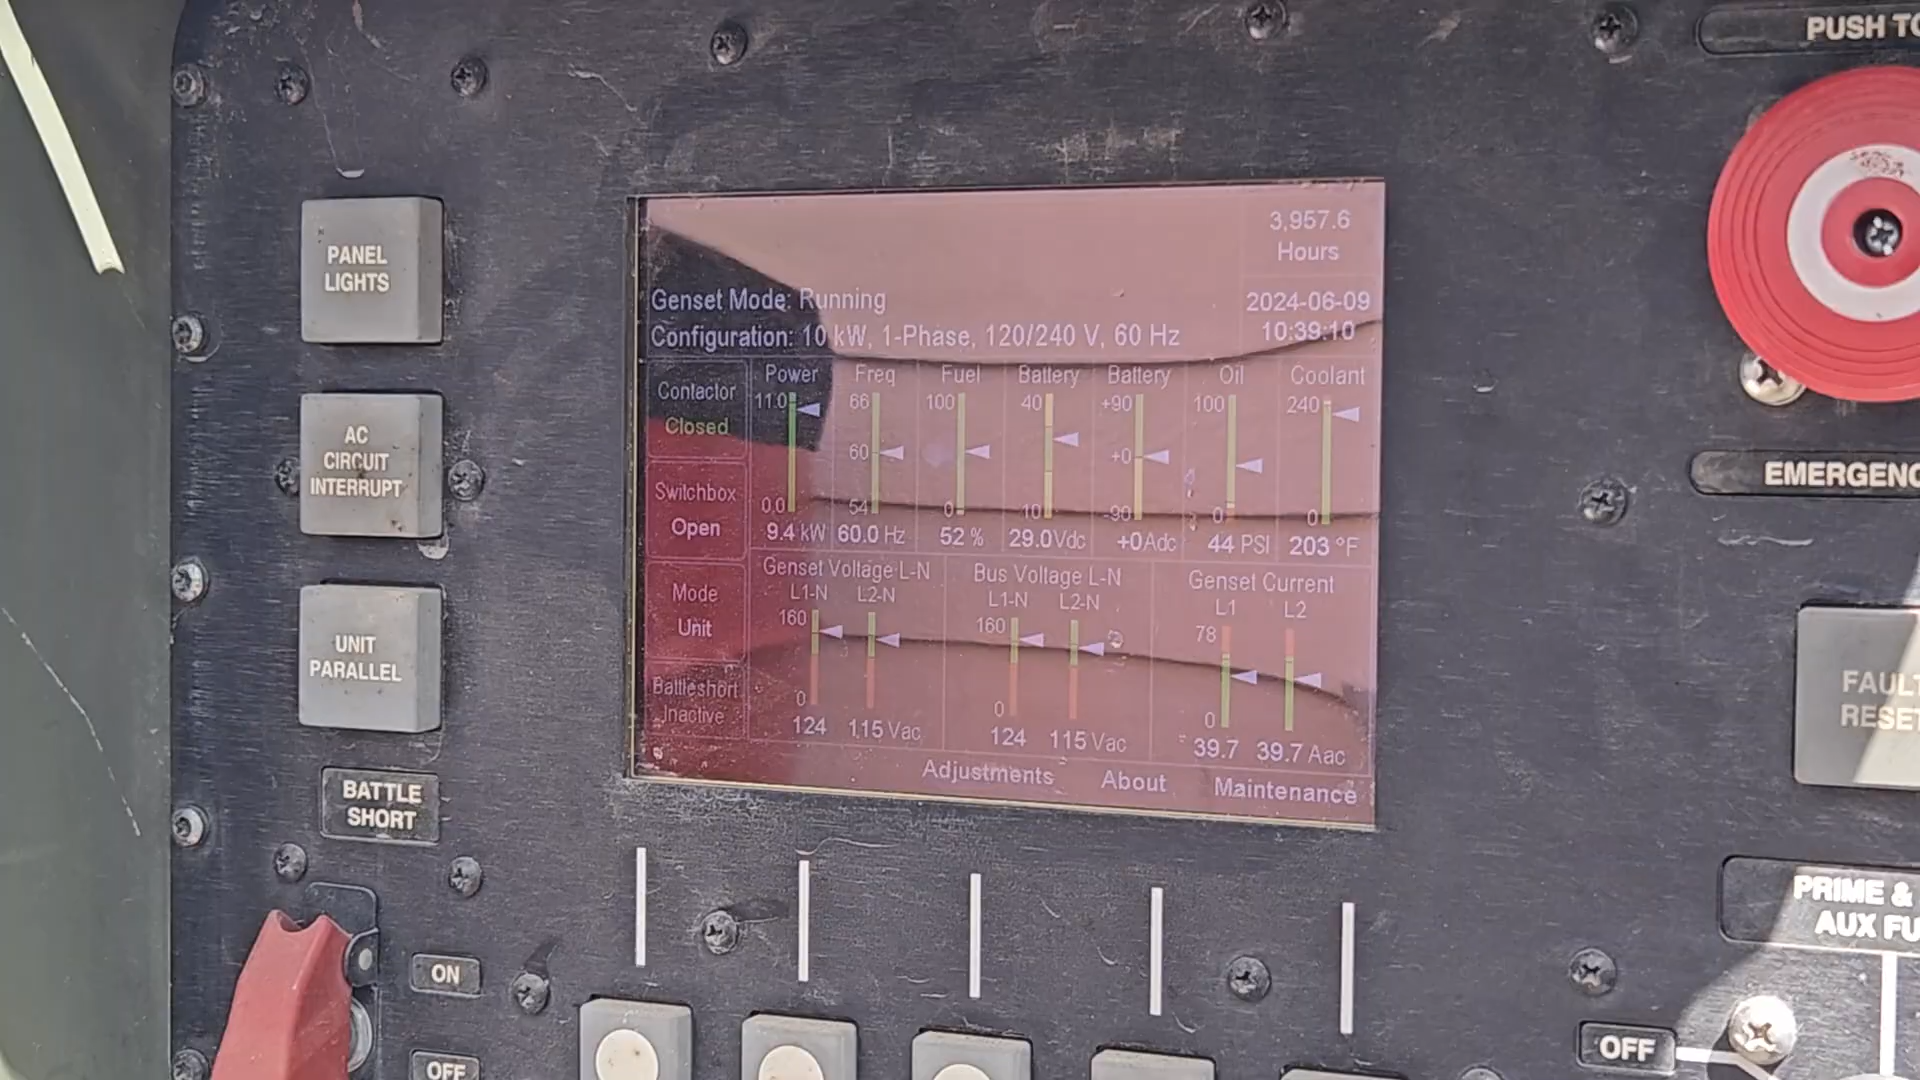 PUSH TO
PANEL
LIGHTS
AC
CIRCUIT
INTERRUPT
UNIT
PARALLEL
BATTLE
SHORT
ON
OFF
3,957.6
Hours
Genset Mode: Running
2024-06-09
Configuration: 10 kW, 1-Phase, 120/240 V, 60 Hz
10:39:10
Contactor
Closed
Switchbox
Open
Mode
Unit
Battleshort
Inactive
Power Freq Fuel Battery Battery Oil Coolant
11.0 66 100 40 +90 100 240
60 +0
0.0 54 0 10 -90 0 0
9.4 kW 60.0 Hz 52 % 29.0Vdc +0Adc 44 PSI 203 °F
Genset Voltage L-N Bus Voltage L-N Genset Current
L1-N L2-N L1-N L2-N L1 L2
160 160 78
0 0 0
124 115 Vac 124 115 Vac 39.7 39.7 Aac
Adjustments About Maintenance
EMERGENC
FAULT
RESET
PRIME &
AUX FU
OFF